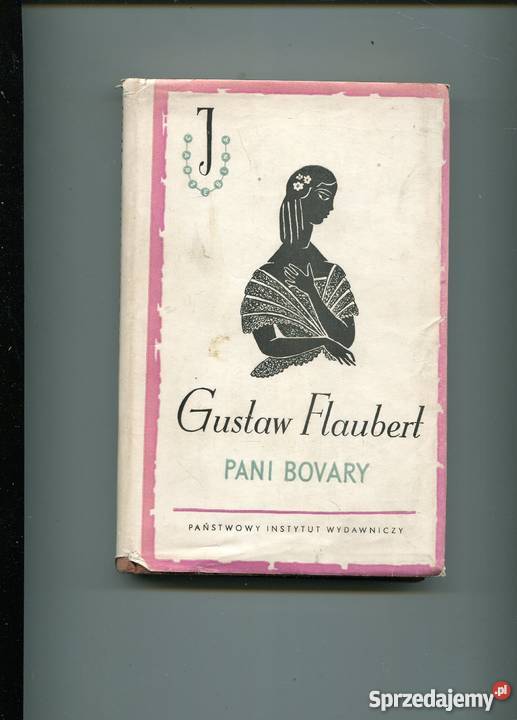 J
Gustaw Flaubert
PANI BOVARY
PAŃSTWOWY INSTYTUT WYDAWNICZY
Sprzedajemy.pl